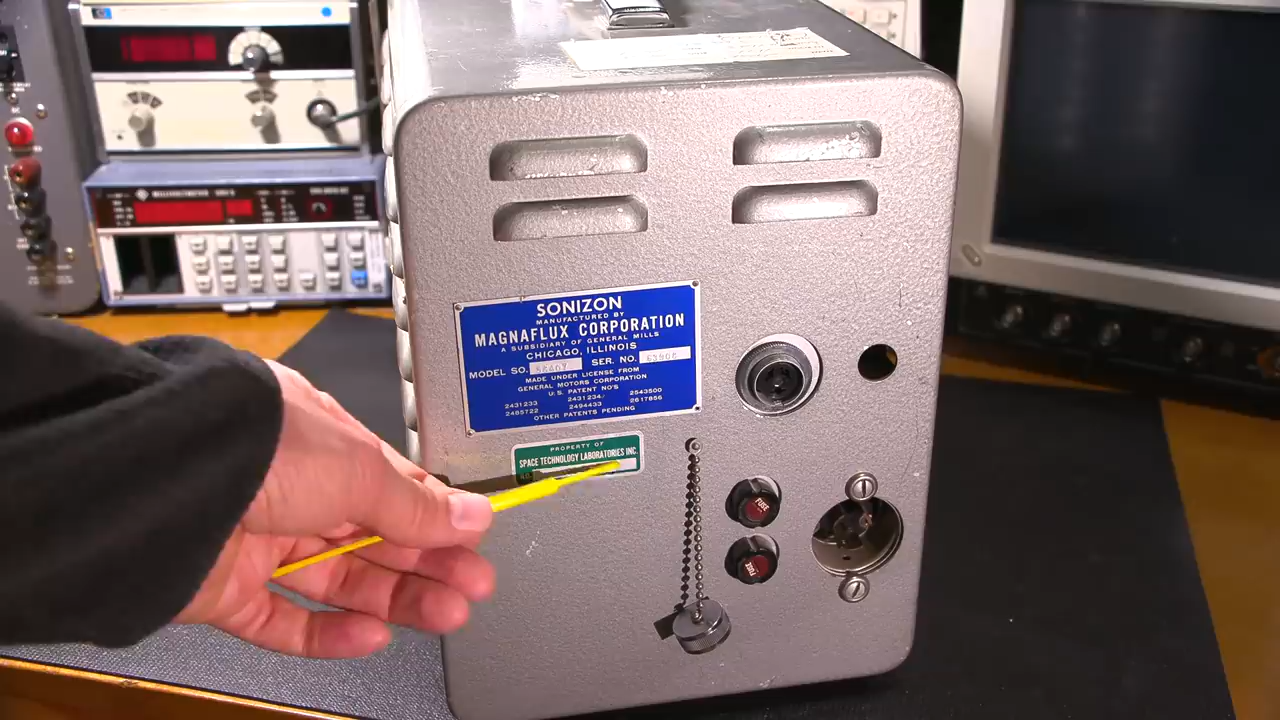 SONIZON
MANUFACTURED BY
MAGNAFLUX CORPORATION
A SUBSIDIARY OF GENERAL MILLS
CHICAGO, ILLINOIS
MODEL SO. SER. NO.
MADE UNDER LICENSE FROM
GENERAL MOTORS CORPORATION
U.S. PATENT NO'S
2431233 2431234 2543500
2485722 2494433 2617856
OTHER PATENTS PENDING
PROPERTY OF
SPACE TECHNOLOGY LABORATORIES INC.
NO.
FUSE
FUSE